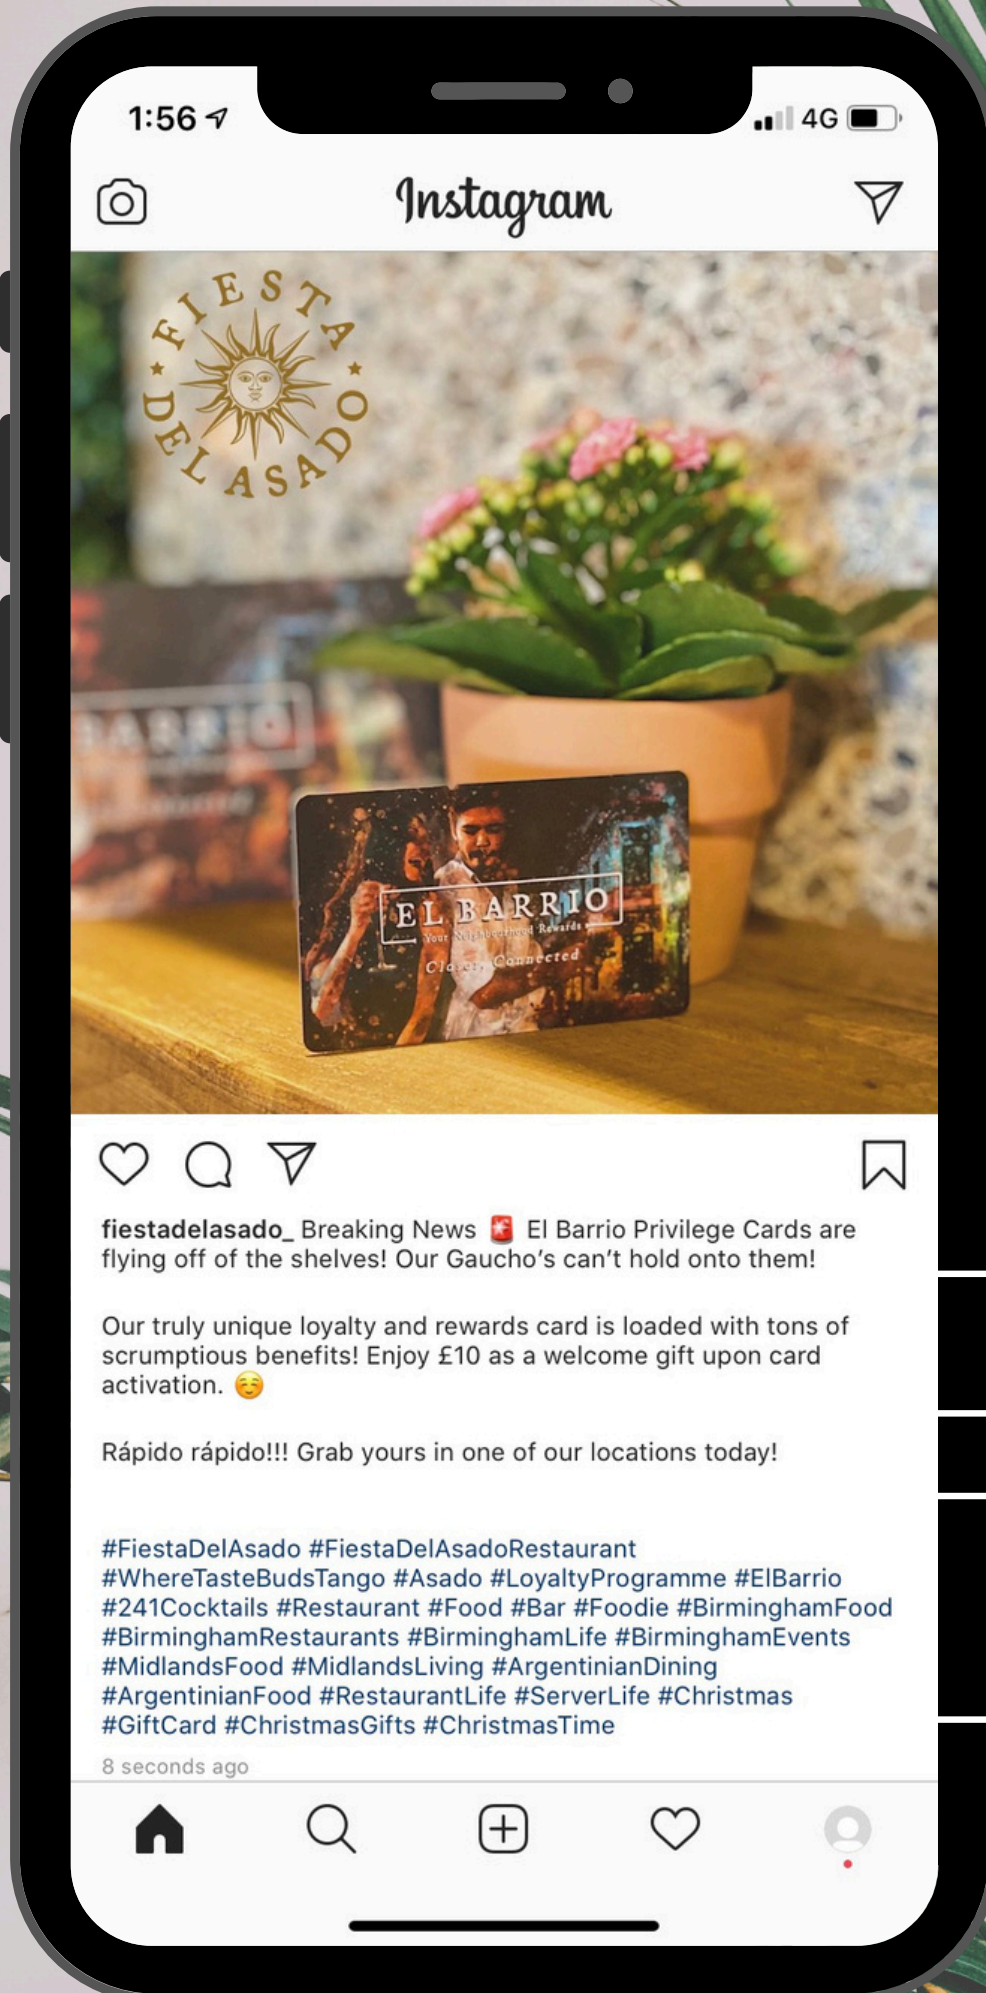 1:56
4G
Instagram
FIESTA
DEL ASADO
BARRIO
EL BARRIO
Your Neighbourhood Rewards
Closer, Connected
fiestadelasado_ Breaking News 🚨 El Barrio Privilege Cards are
flying off of the shelves! Our Gaucho’s can’t hold onto them!
Our truly unique loyalty and rewards card is loaded with tons of
scrumptious benefits! Enjoy £10 as a welcome gift upon card
activation. ☺️
Rápido rápido!!! Grab yours in one of our locations today!
#FiestaDelAsado #FiestaDelAsadoRestaurant
#WhereTasteBudsTango #Asado #LoyaltyProgramme #ElBarrio
#241Cocktails #Restaurant #Food #Bar #Foodie #BirminghamFood
#BirminghamRestaurants #BirminghamLife #BirminghamEvents
#MidlandsFood #MidlandsLiving #ArgentinianDining
#ArgentinianFood #RestaurantLife #ServerLife #Christmas
#GiftCard #ChristmasGifts #ChristmasTime
8 seconds ago